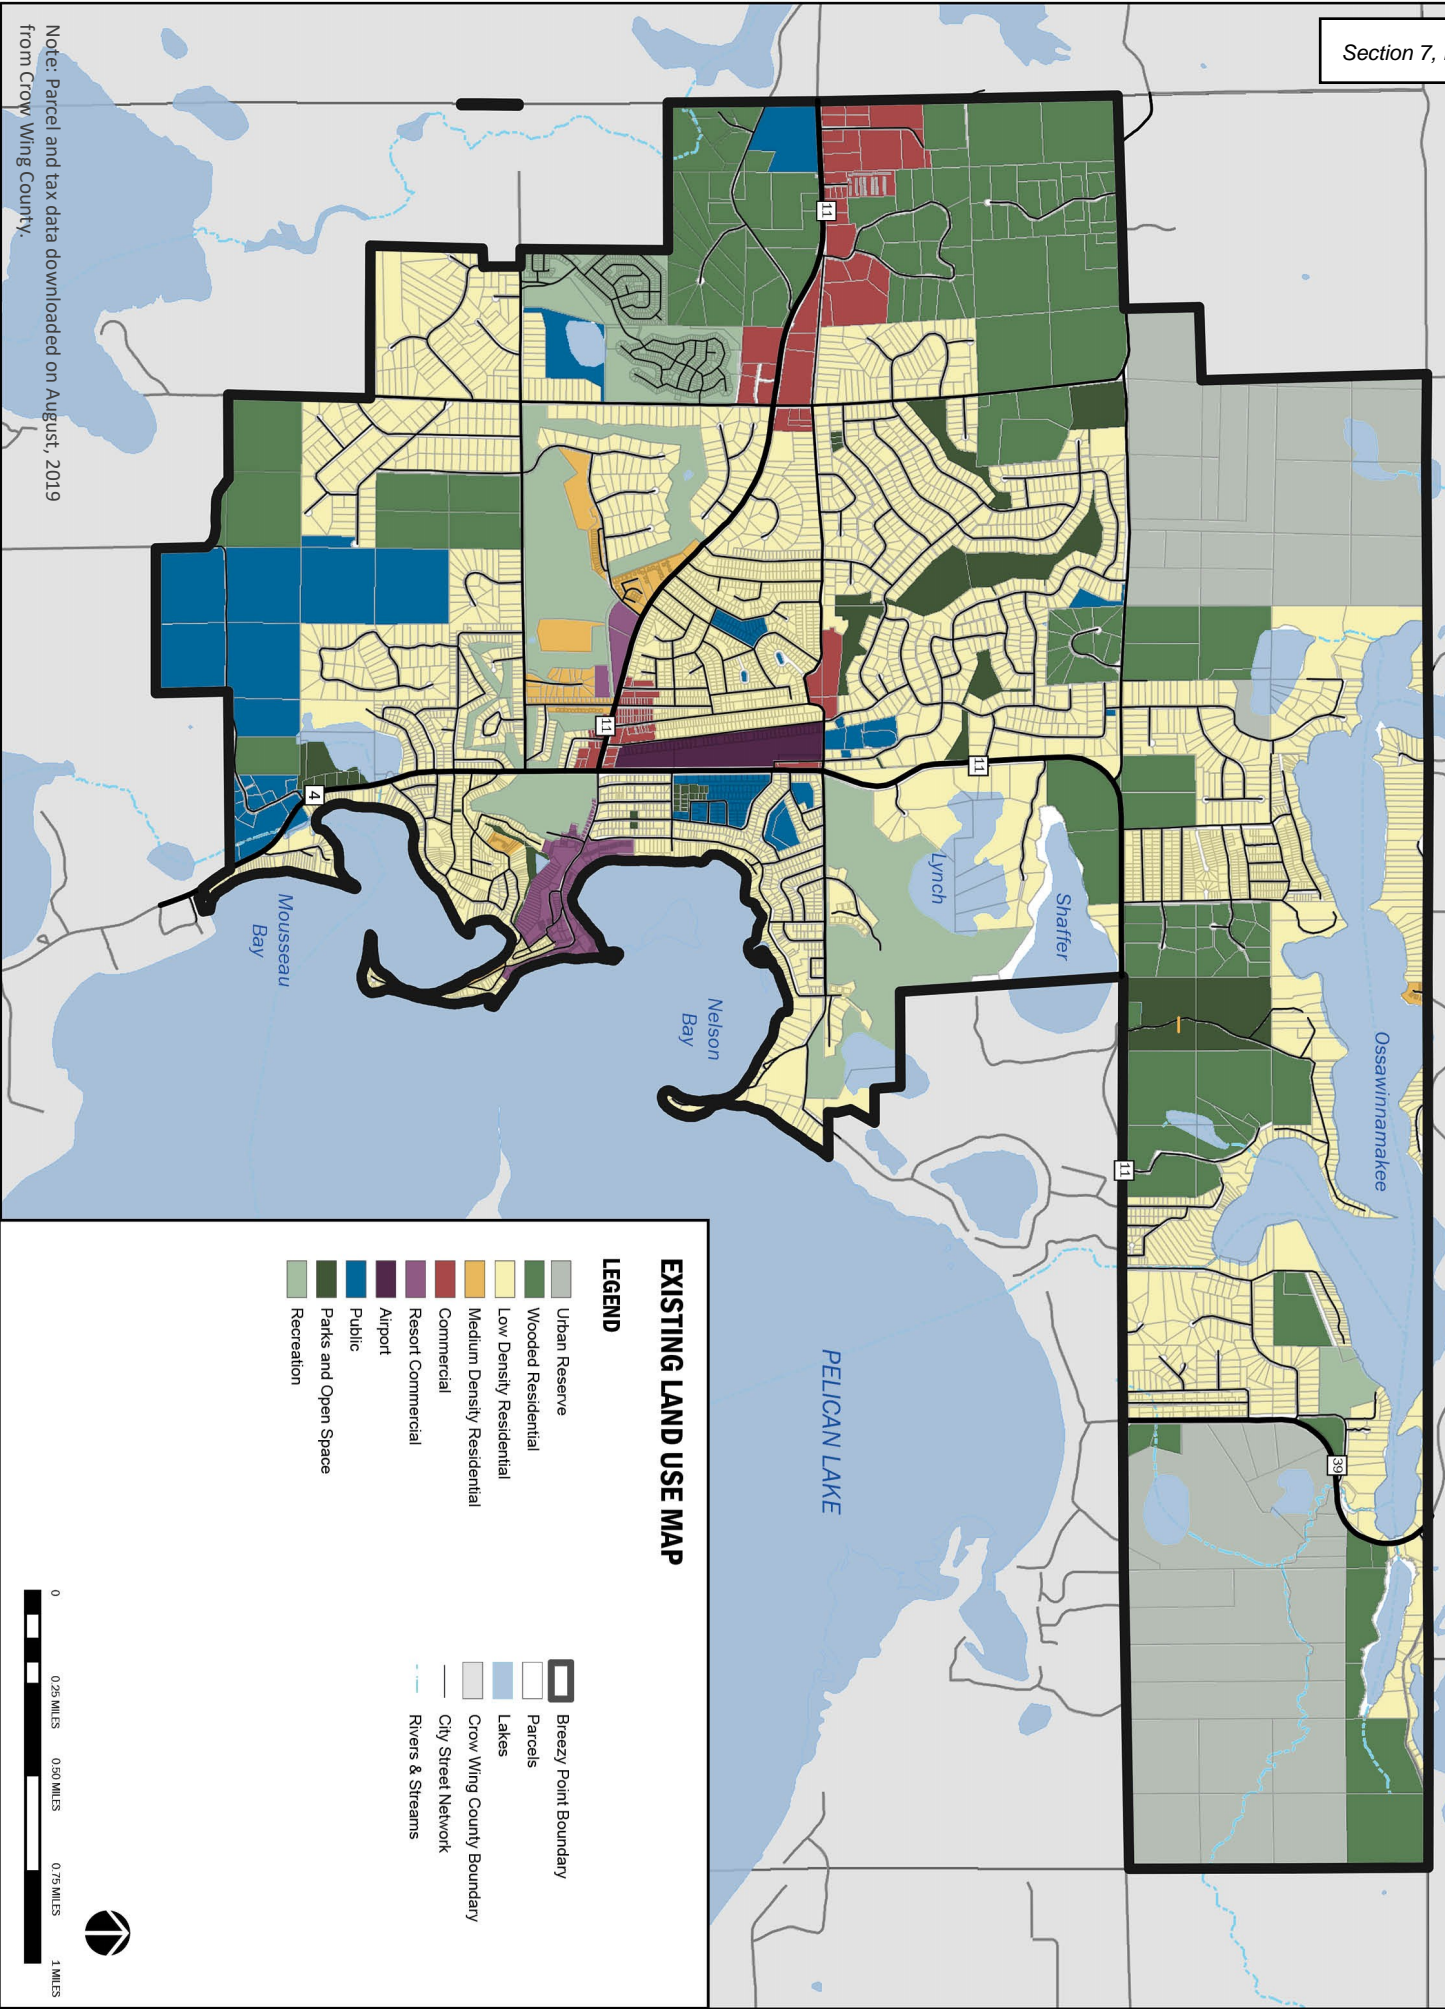 Section 7,
11
11
11
11
4
39
Ossawinnamakee
Shaffer
Lynch
Nelson
Bay
Mousseau
Bay
PELICAN LAKE
EXISTING LAND USE MAP
LEGEND
Urban Reserve
Wooded Residential
Low Density Residential
Medium Density Residential
Commercial
Resort Commercial
Airport
Public
Parks and Open Space
Recreation
Breezy Point Boundary
Parcels
Lakes
Crow Wing County Boundary
City Street Network
Rivers & Streams
0 0.25 MILES 0.50 MILES 0.75 MILES 1 MILES
Note: Parcel and tax data downloaded on August, 2019
from Crow Wing County.